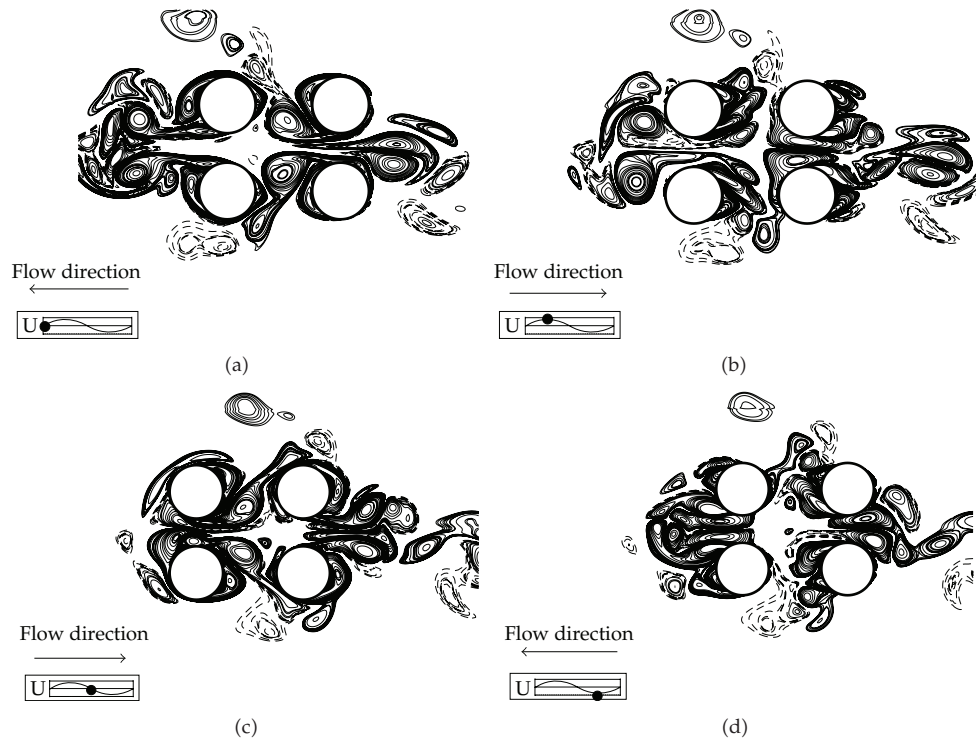 Flow direction
U
(a)
Flow direction
U
(b)
Flow direction
U
(c)
Flow direction
U
(d)